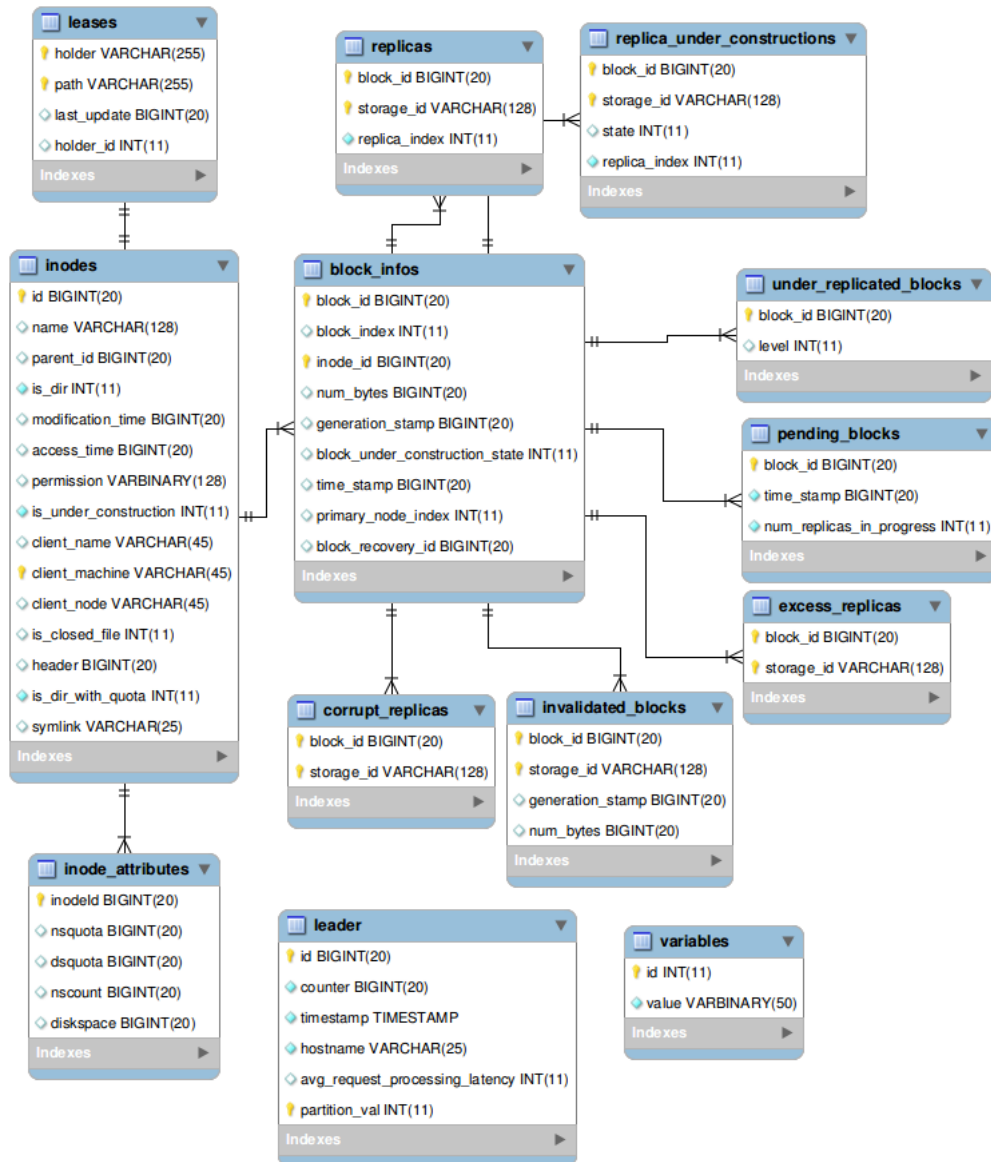 leases
holder VARCHAR(255)
path VARCHAR(255)
last_update BIGINT(20)
holder_id INT(11)
Indexes
replicas
block_id BIGINT(20)
storage_id VARCHAR(128)
replica_index INT(11)
Indexes
replica_under_constructions
block_id BIGINT(20)
storage_id VARCHAR(128)
state INT(11)
replica_index INT(11)
Indexes
inodes
id BIGINT(20)
name VARCHAR(128)
parent_id BIGINT(20)
is_dir INT(11)
modification_time BIGINT(20)
access_time BIGINT(20)
permission VARBINARY(128)
is_under_construction INT(11)
client_name VARCHAR(45)
client_machine VARCHAR(45)
client_node VARCHAR(45)
is_closed_file INT(11)
header BIGINT(20)
is_dir_with_quota INT(11)
symlink VARCHAR(25)
Indexes
block_infos
block_id BIGINT(20)
block_index INT(11)
inode_id BIGINT(20)
num_bytes BIGINT(20)
generation_stamp BIGINT(20)
block_under_construction_state INT(11)
time_stamp BIGINT(20)
primary_node_index INT(11)
block_recovery_id BIGINT(20)
Indexes
under_replicated_blocks
block_id BIGINT(20)
level INT(11)
Indexes
pending_blocks
block_id BIGINT(20)
time_stamp BIGINT(20)
num_replicas_in_progress INT(11)
Indexes
excess_replicas
block_id BIGINT(20)
storage_id VARCHAR(128)
Indexes
corrupt_replicas
block_id BIGINT(20)
storage_id VARCHAR(128)
Indexes
invalidated_blocks
block_id BIGINT(20)
storage_id VARCHAR(128)
generation_stamp BIGINT(20)
num_bytes BIGINT(20)
Indexes
inode_attributes
inodeId BIGINT(20)
nsquota BIGINT(20)
dsquota BIGINT(20)
nscount BIGINT(20)
diskspace BIGINT(20)
Indexes
leader
id BIGINT(20)
counter BIGINT(20)
timestamp TIMESTAMP
hostname VARCHAR(25)
avg_request_processing_latency INT(11)
partition_val INT(11)
Indexes
variables
id INT(11)
value VARBINARY(50)
Indexes